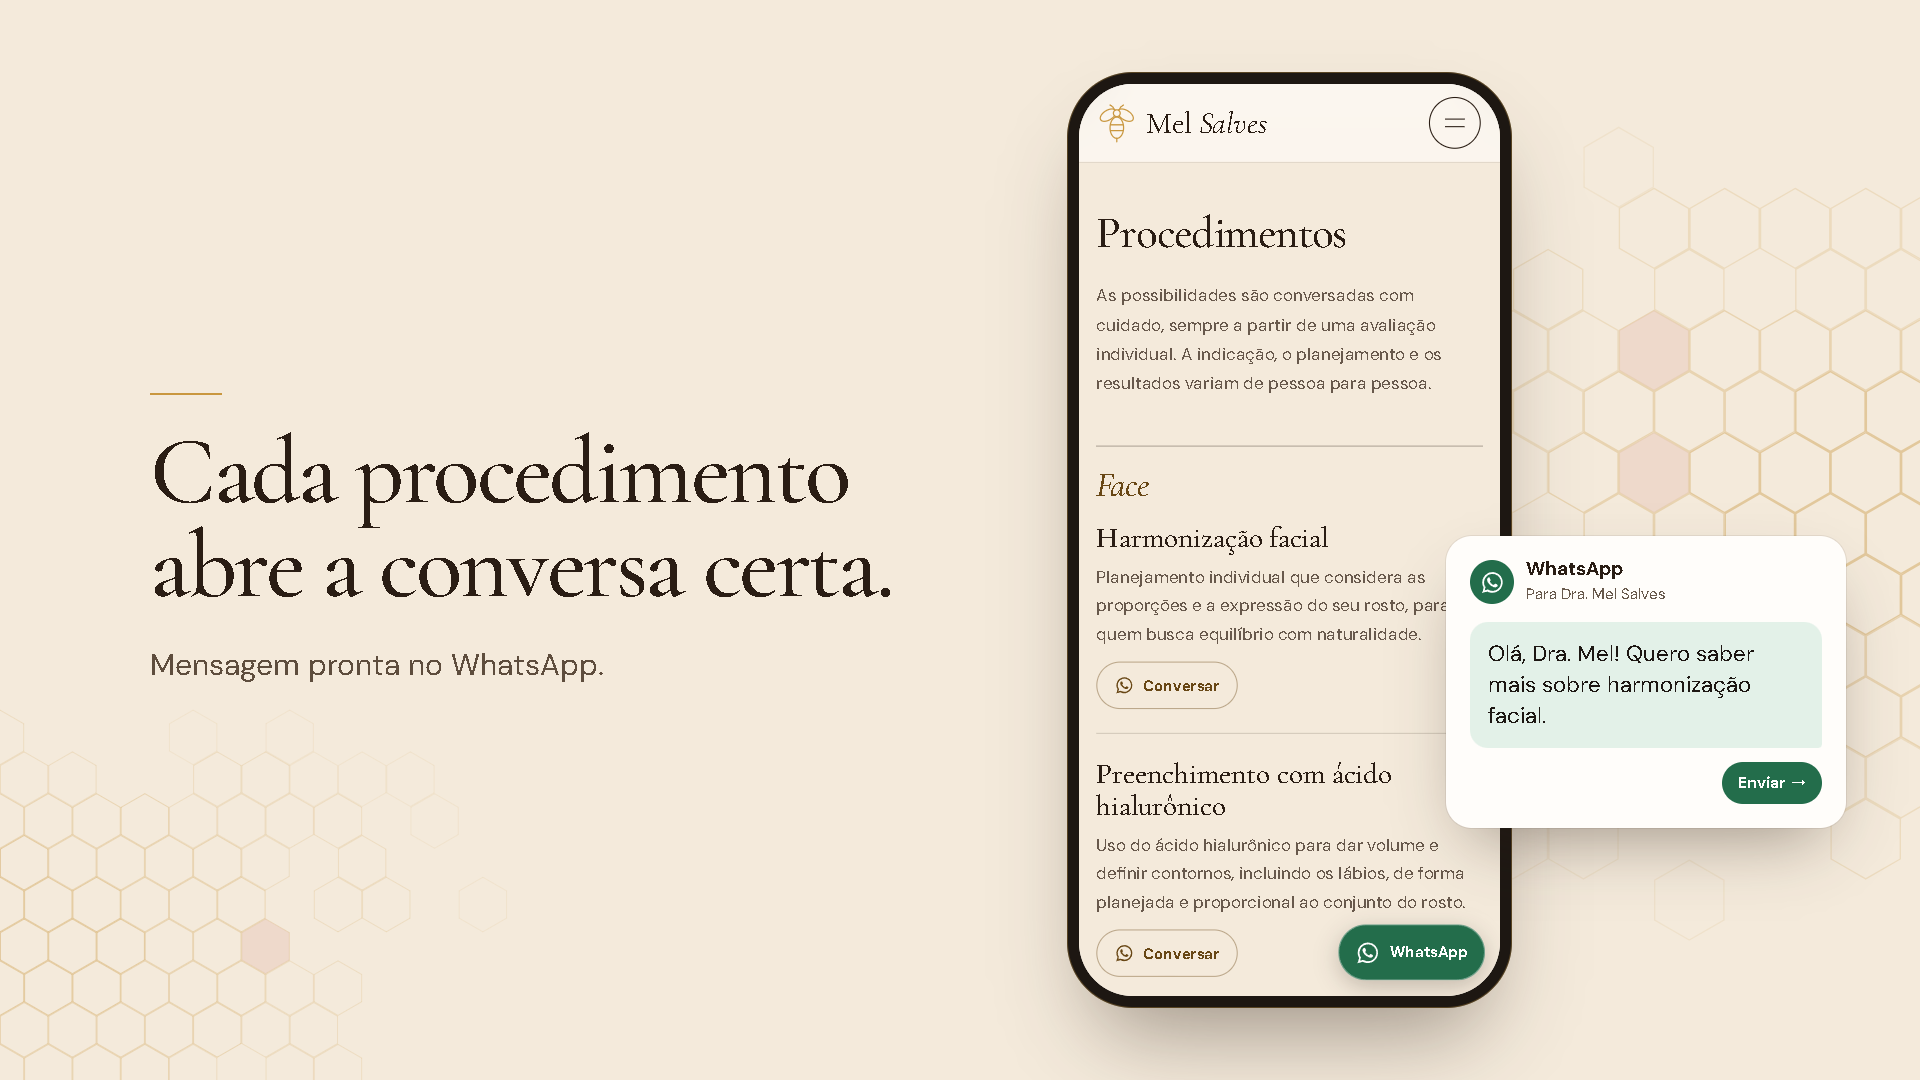 Cada procedimento
abre a conversa certa.
Mensagem pronta no WhatsApp.
Mel Salves
Procedimentos
As possibilidades são conversadas com
cuidado, sempre a partir de uma avaliação
individual. A indicação, o planejamento e os
resultados variam de pessoa para pessoa.
Face
Harmonização facial
Planejamento individual que considera as
proporções e a expressão do seu rosto, para
quem busca equilíbrio com naturalidade.
Conversar
Preenchimento com ácido
hialurônico
Uso do ácido hialurônico para dar volume e
definir contornos, incluindo os lábios, de forma
planejada e proporcional ao conjunto do rosto.
Conversar
WhatsApp
WhatsApp
Para Dra. Mel Salves
Olá, Dra. Mel! Quero saber
mais sobre harmonização
facial.
Enviar →